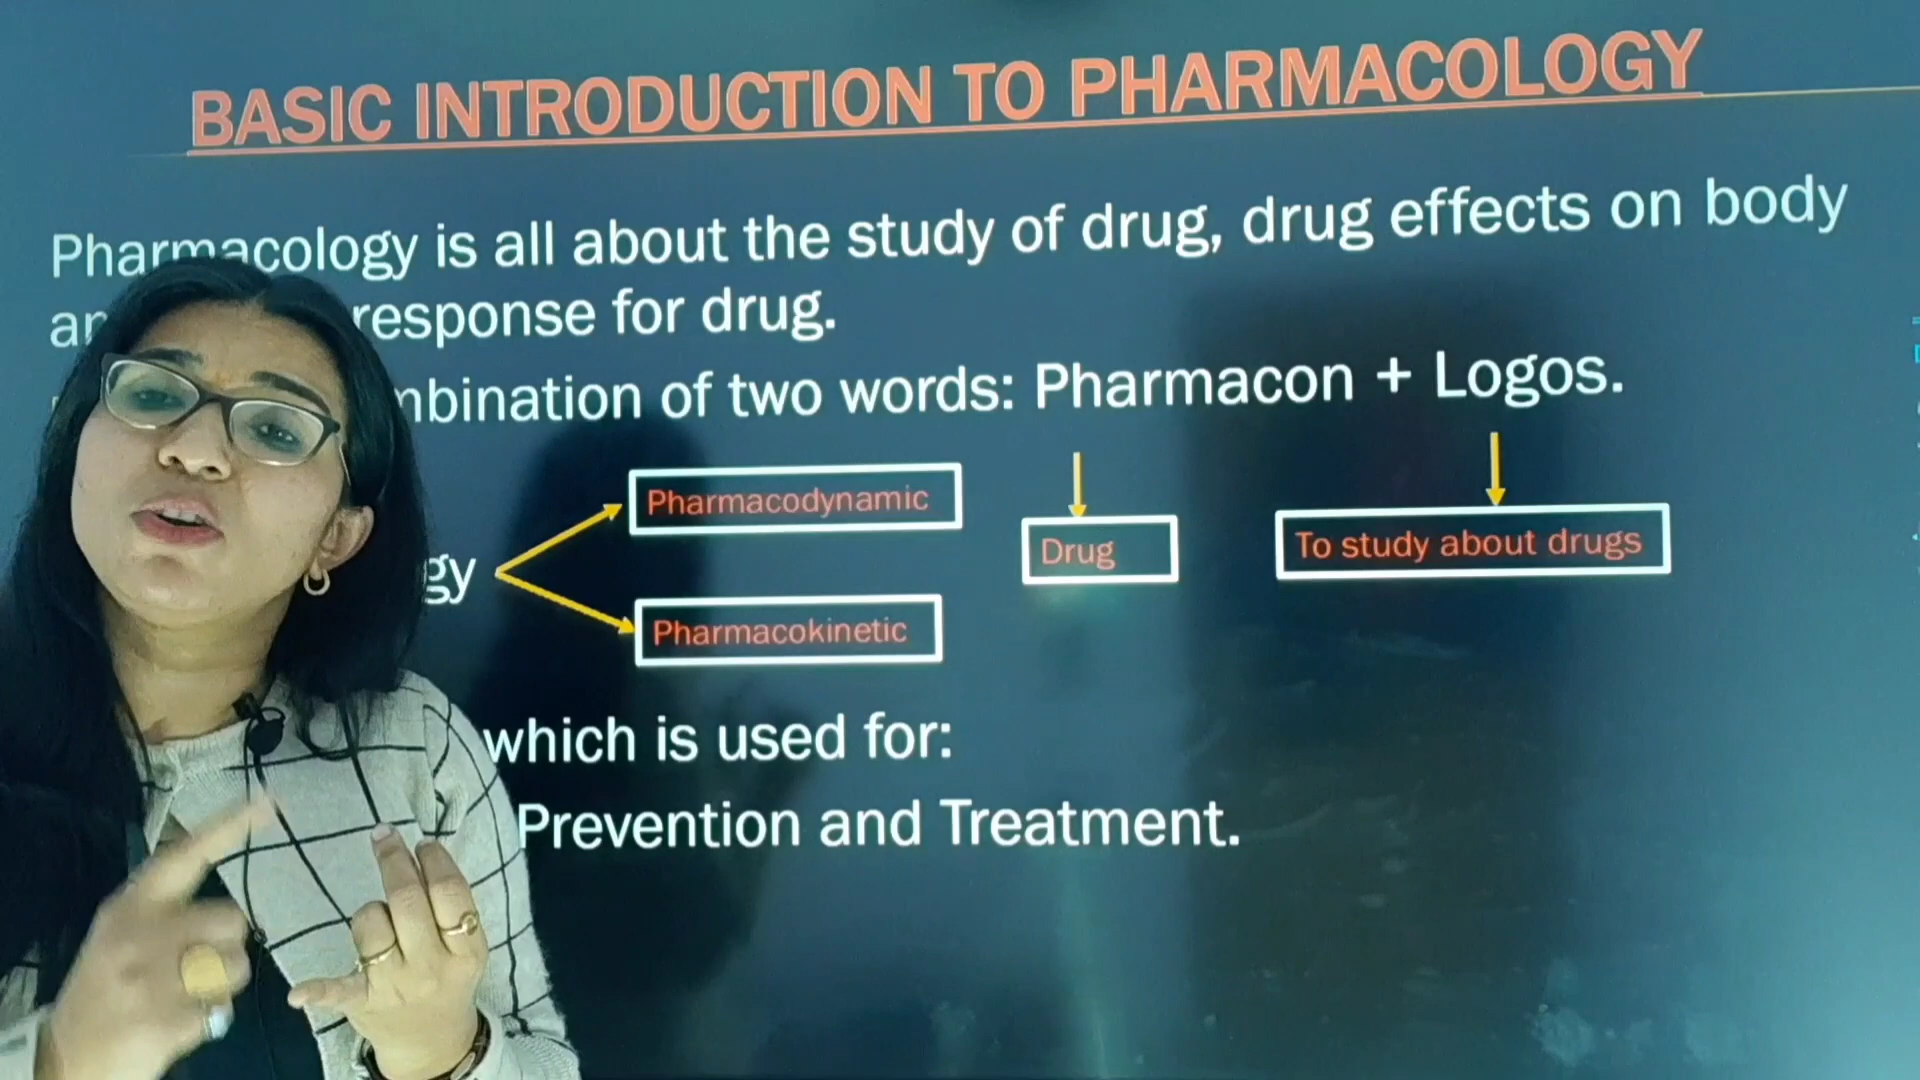 BASIC INTRODUCTION TO PHARMACOLOGY
Pharmacology is all about the study of drug, drug effects on body
response for drug.
of two words: Pharmacon + Logos.
Pharmacodynamic
Drug
To study about drugs
Pharmacokinetic
which is used for:
Prevention and Treatment.